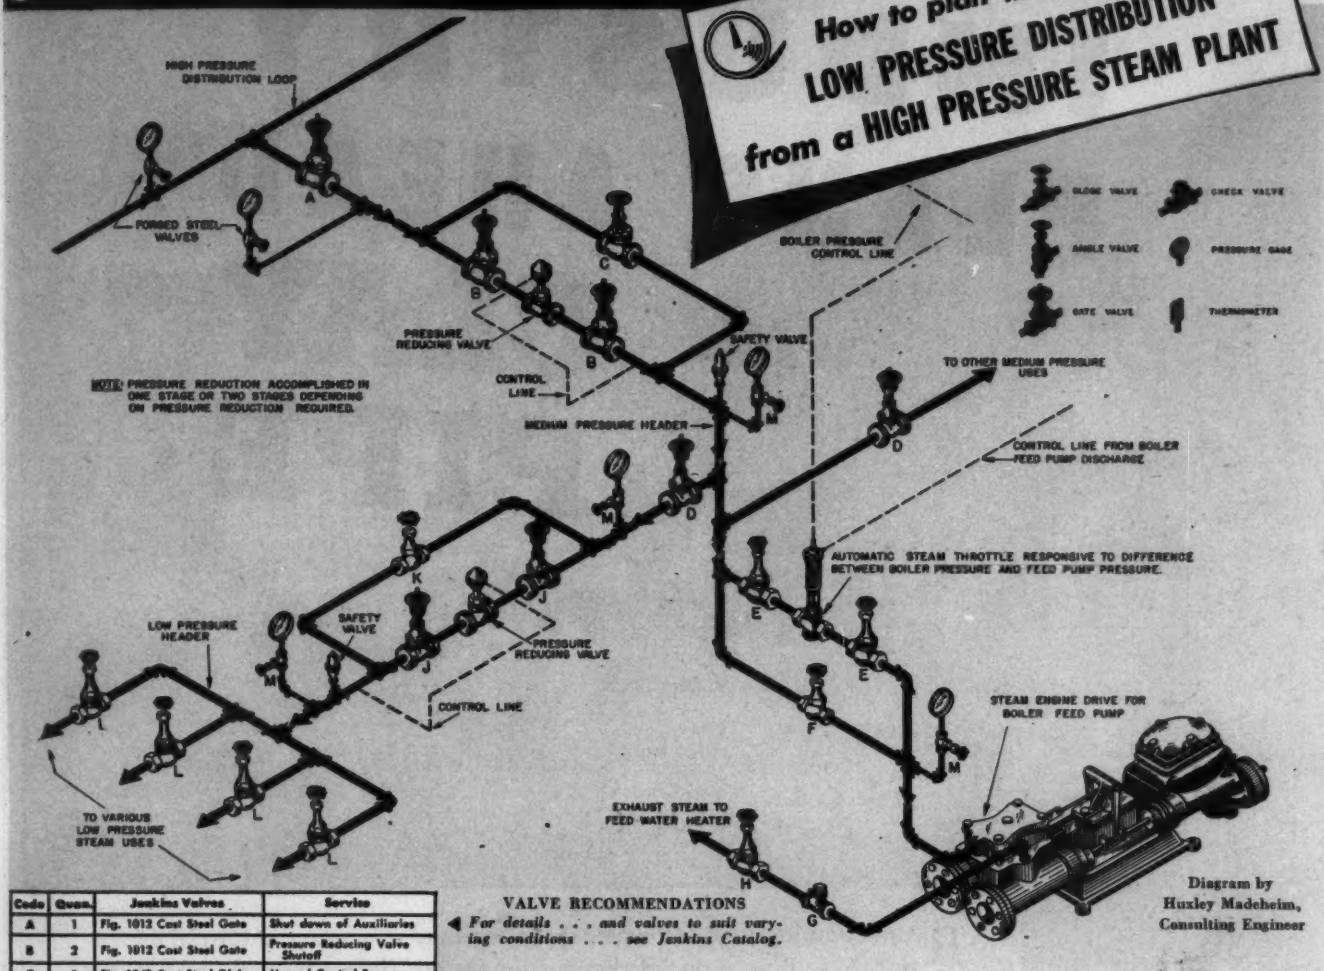 How to plan
LOW PRESSURE DISTRIBUTION
from a HIGH PRESSURE STEAM PLANT
HIGH PRESSURE
DISTRIBUTION LOOP
A
FORGED STEEL
VALVES
C
B
PRESSURE
REDUCING VALVE
B
CONTROL
LINE
BOILER PRESSURE
CONTROL LINE
GLOBE VALVE
CHECK VALVE
ANGLE VALVE
PRESSURE GAGE
GATE VALVE
THERMOMETER
SAFETY VALVE
TO OTHER MEDIUM PRESSURE
USES
NOTE: PRESSURE REDUCTION ACCOMPLISHED IN
ONE STAGE OR TWO STAGES DEPENDING
ON PRESSURE REDUCTION REQUIRED.
MEDIUM PRESSURE HEADER
M
D
CONTROL LINE FROM BOILER
FEED PUMP DISCHARGE
M
D
K
J
AUTOMATIC STEAM THROTTLE RESPONSIVE TO DIFFERENCE
BETWEEN BOILER PRESSURE AND FEED PUMP PRESSURE.
E
E
LOW PRESSURE
HEADER
SAFETY
VALVE
M
J
PRESSURE
REDUCING VALVE
CONTROL LINE
L
L
L
L
F
M
STEAM ENGINE DRIVE FOR
BOILER FEED PUMP
TO VARIOUS
LOW PRESSURE
STEAM USES
EXHAUST STEAM TO
FEED WATER HEATER
H
G
Diagram by
Huxley Madeheim,
Consulting Engineer
VALVE RECOMMENDATIONS
For details . . . and valves to suit vary-
ing conditions . . . see Jenkins Catalog.
Code Quan. Jenkins Valves Service
A 1 Fig. 1012 Cast Steel Gate Shut down of Auxiliaries
B 2 Fig. 1012 Cast Steel Gate Pressure Reducing Valve
Shutoff